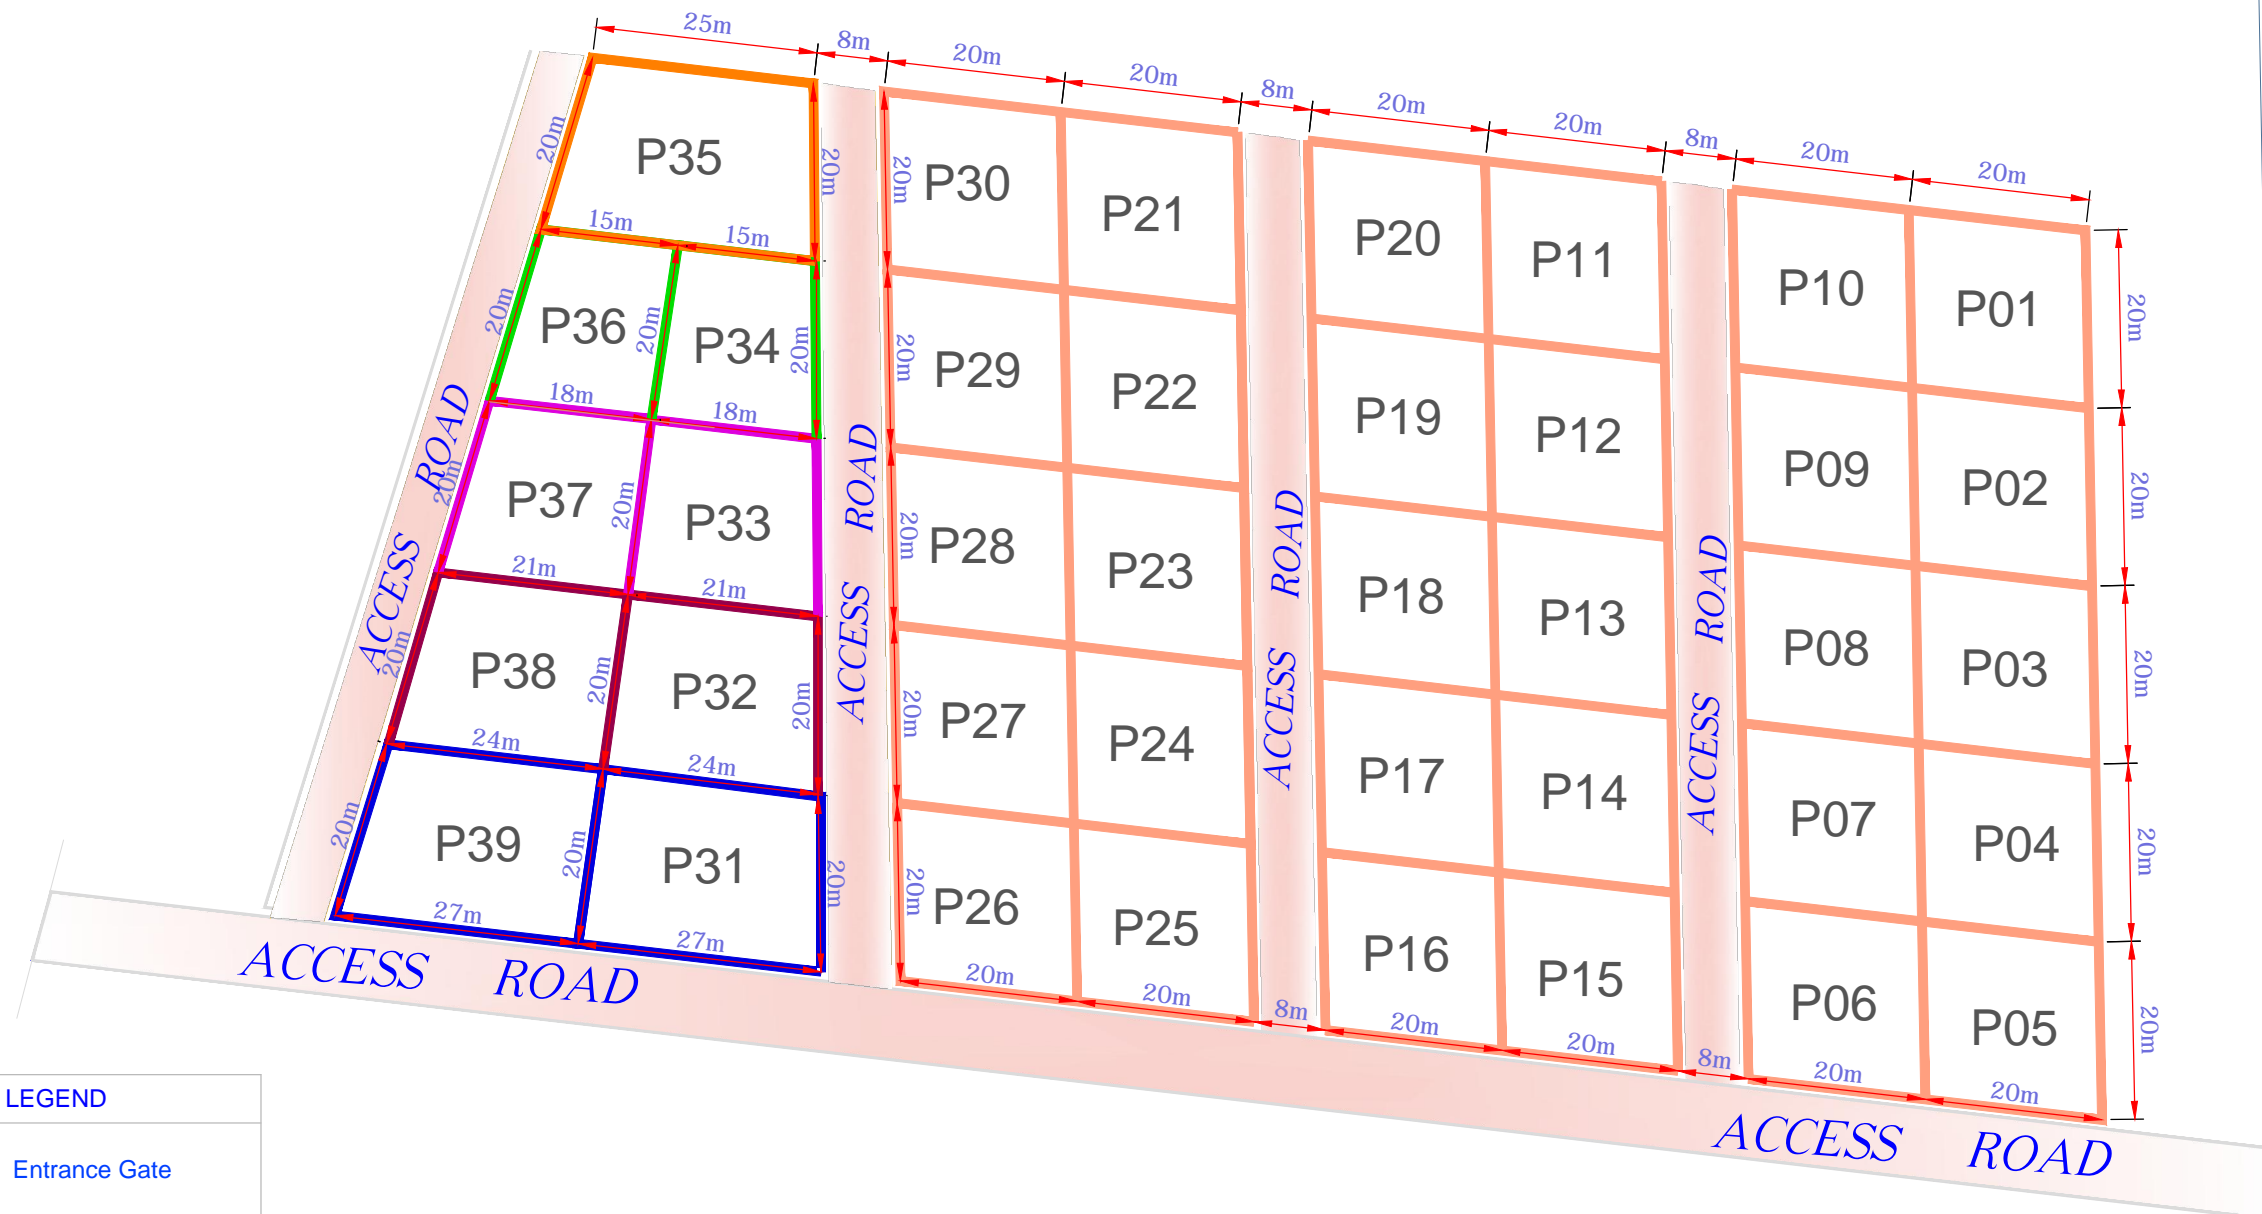 25m
8m
20m
20m
8m
20m
20m
8m
20m
20m
20m
P35
20m
20m
P30
P21
P20
P11
P10
P01
20m
15m
15m
20m
P36
20m
P34
20m
20m
P29
P22
P19
P12
P09
P02
20m
18m
18m
ACCESS ROAD
20m
P37
20m
P33
ACCESS ROAD
20m
P28
P23
ACCESS ROAD
P18
P13
ACCESS ROAD
P08
P03
20m
21m
21m
20m
P38
20m
P32
20m
20m
P27
P24
P17
P14
P07
P04
20m
24m
24m
20m
P39
20m
P31
20m
20m
P26
P25
P16
P15
P06
P05
20m
27m
27m
20m
20m
8m
20m
20m
8m
20m
20m
ACCESS ROAD
ACCESS ROAD
LEGEND
Entrance Gate